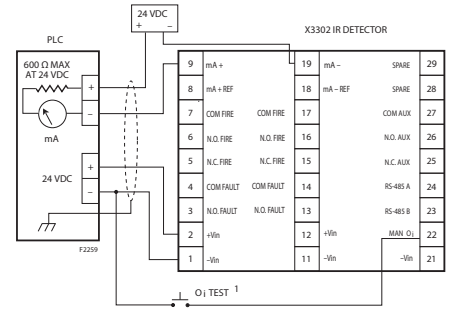 24 VDC
+ –
X3302 IR DETECTOR
PLC
600 Ω MAX
AT 24 VDC
+
–
mA
24 VDC
+
–
F2259
9 mA + 19 mA – SPARE 29
8 mA + REF 18 mA – REF SPARE 28
7 COM FIRE COM FIRE 17 COM AUX 27
6 N.O. FIRE N.O. FIRE 16 N.O. AUX 26
5 N.C. FIRE N.C. FIRE 15 N.C. AUX 25
4 COM FAULT COM FAULT 14 RS-485 A 24
3 N.O. FAULT N.O. FAULT 13 RS-485 B 23
2 +Vin 12 +Vin MAN Oi 22
1 –Vin 11 –Vin –Vin 21
Oi TEST 1